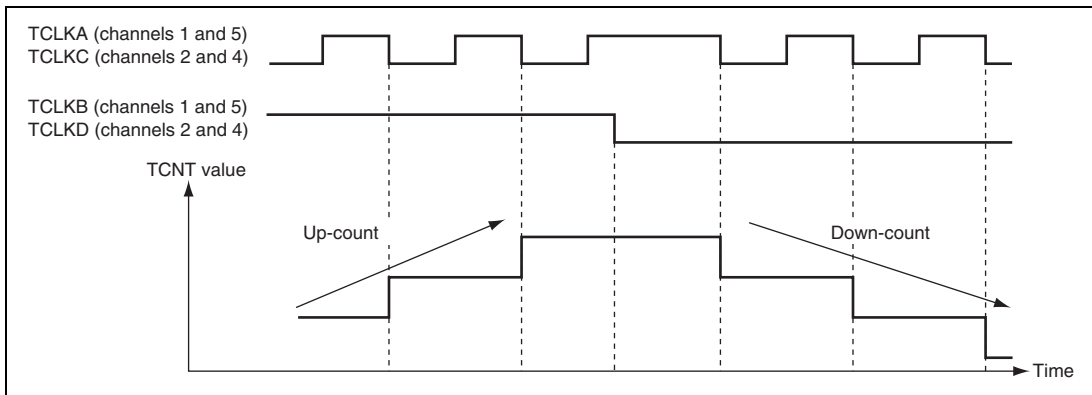 TCLKA (channels 1 and 5)
TCLKC (channels 2 and 4)
TCLKB (channels 1 and 5)
TCLKD (channels 2 and 4)
TCNT value
Up-count
Down-count
Time